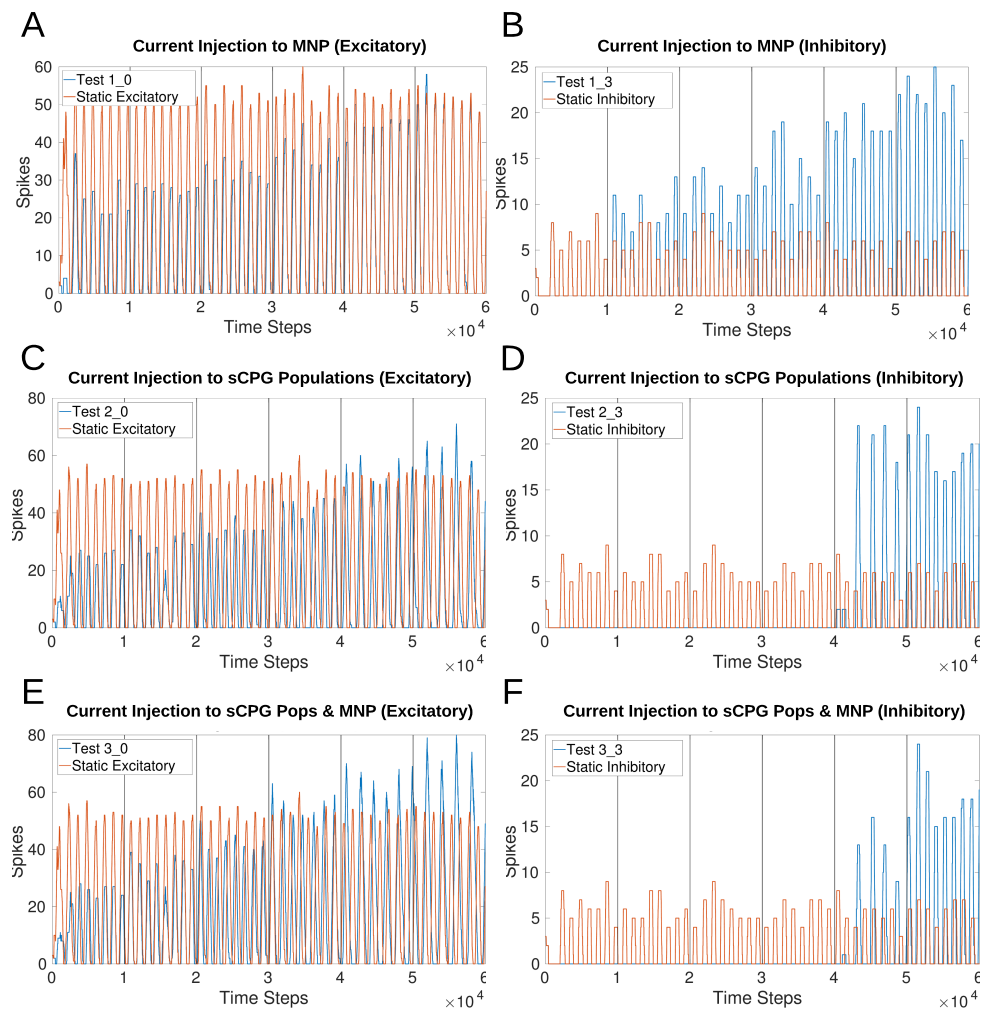 A
Current Injection to MNP (Excitatory)
60
50
40
30
20
10
0
Spikes
Test 1_0
Static Excitatory
0 1 2 3 4 5 6
Time Steps
×10 4
B
Current Injection to MNP (Inhibitory)
25
20
15
10
5
0
Spikes
Test 1_3
Static Inhibitory
0 1 2 3 4 5 6
Time Steps
×10 4
C
Current Injection to sCPG Populations (Excitatory)
80
60
40
20
0
Spikes
Test 2_0
Static Excitatory
0 1 2 3 4 5 6
Time Steps
×10 4
D
Current Injection to sCPG Populations (Inhibitory)
25
20
15
10
5
0
Spikes
Test 2_3
Static Inhibitory
0 1 2 3 4 5 6
Time Steps
×10 4
E
Current Injection to sCPG Pops & MNP (Excitatory)
80
60
40
20
0
Spikes
Test 3_0
Static Excitatory
0 1 2 3 4 5 6
Time Steps
×10 4
F
Current Injection to sCPG Pops & MNP (Inhibitory)
25
20
15
10
5
0
Spikes
Test 3_3
Static Inhibitory
0 1 2 3 4 5 6
Time Steps
×10 4